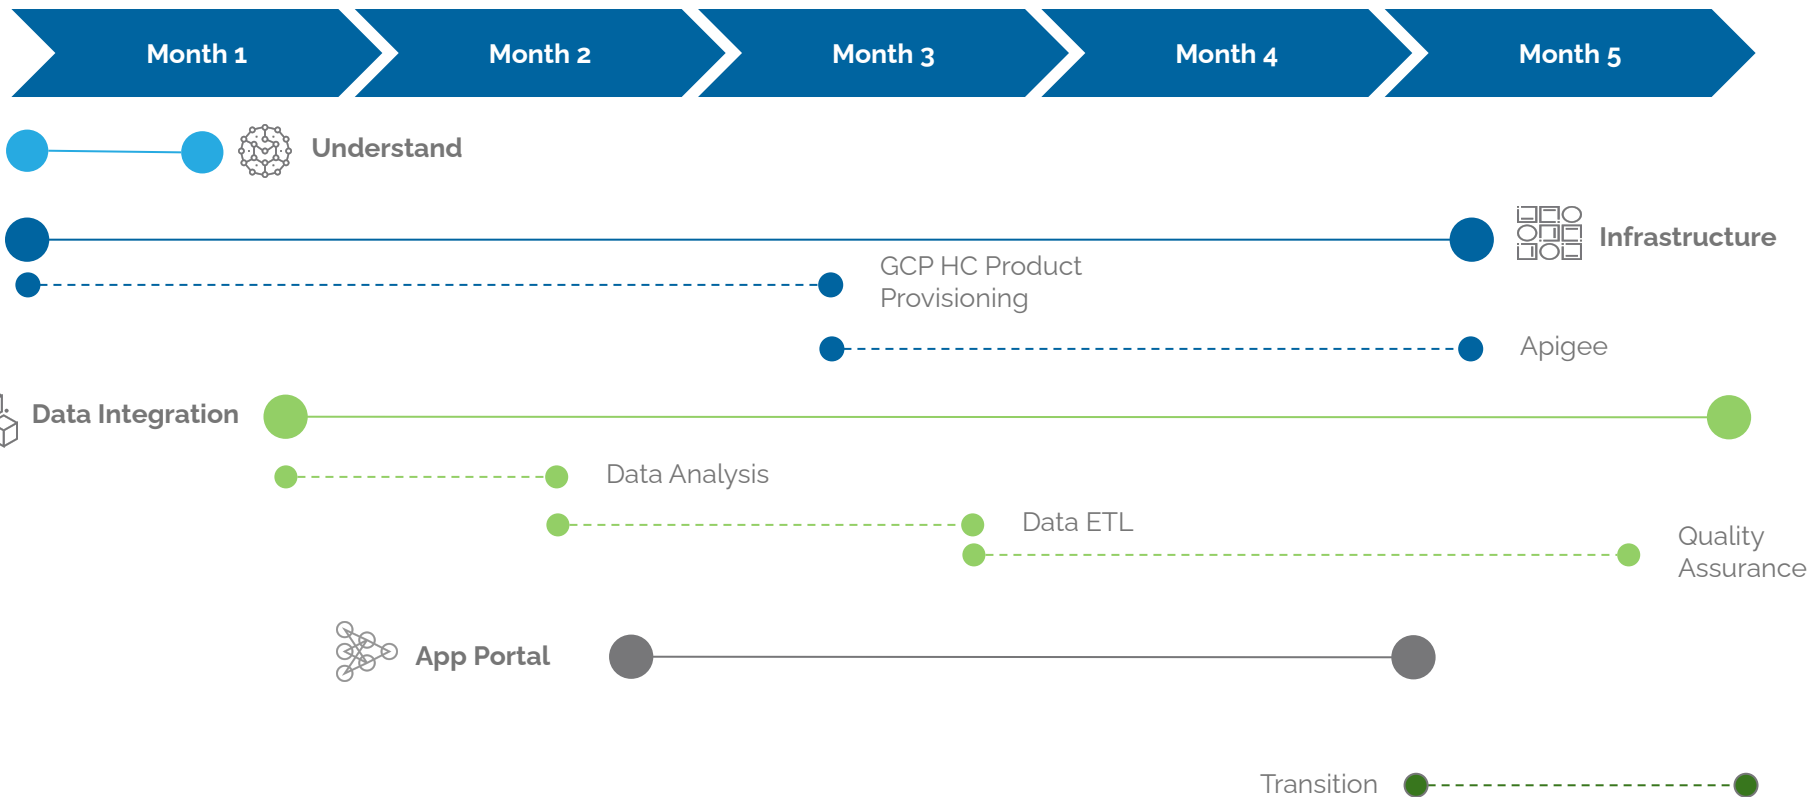 Month 1
Month 2
Month 3
Month 4
Month 5
Understand
Infrastructure
GCP HC Product
Provisioning
Apigee
Data Integration
Data Analysis
Data ETL
Quality
Assurance
App Portal
Transition